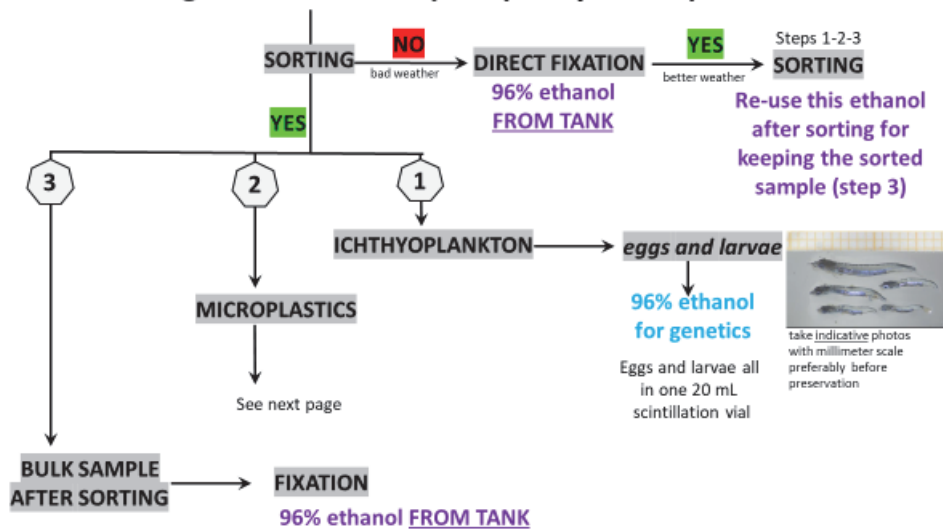 SORTING
NO
bad weather
DIRECT FIXATION
96% ethanol
FROM TANK
YES
better weather
Steps 1-2-3
SORTING
Re-use this ethanol
after sorting for
keeping the sorted
sample (step 3)
YES
3
2
1
ICHTHYOPLANKTON
eggs and larvae
96% ethanol
for genetics
Eggs and larvae all
in one 20 mL
scintillation vial
take indicative photos
with millimeter scale
preferably before
preservation
MICROPLASTICS
See next page
BULK SAMPLE
AFTER SORTING
FIXATION
96% ethanol FROM TANK